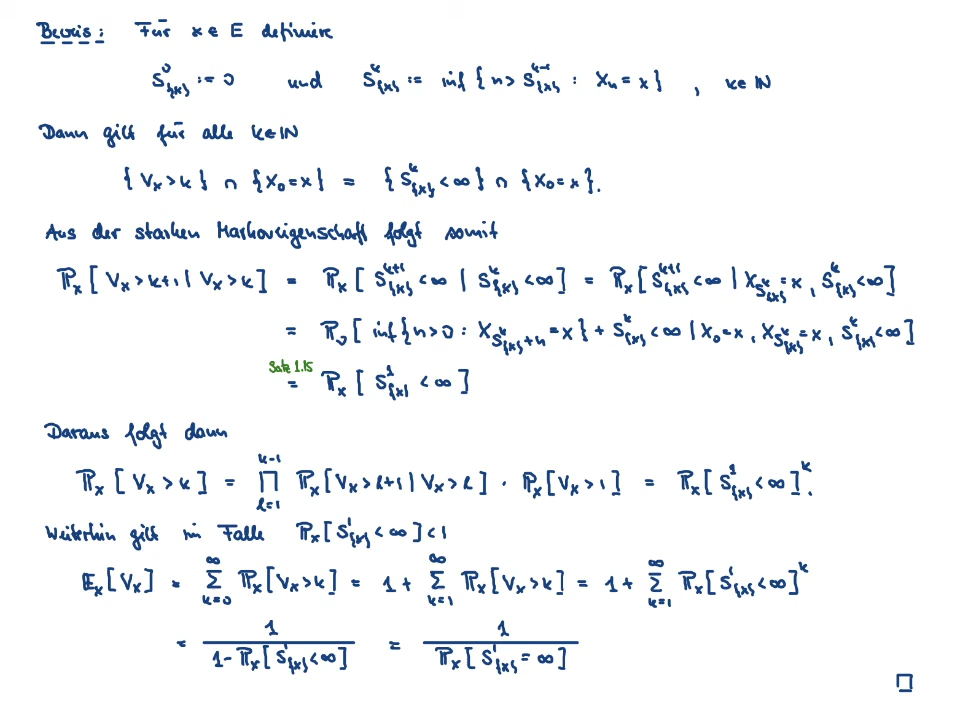 Beweis: Für x ∈ E definiere
S^0_{x} := 0 und S^k_{x} := inf { n > S^{k-1}_{x} : X_n = x } , k ∈ ℕ
Dann gilt für alle k ∈ ℕ
{ V_x > k } ∩ { X_0 = x } = { S^k_{x} < ∞ } ∩ { X_0 = x }.
Aus der starken Markoveigenschaft folgt somit
ℙ_x [ V_x > k+1 | V_x > k ] = ℙ_x [ S^{k+1}_{x} < ∞ | S^k_{x} < ∞ ] = ℙ_x [ S^{k+1}_{x} < ∞ | X_{S^k_{x}} = x , S^k_{x} < ∞ ]
= ℙ_ν [ inf { n > 0 : X_{S^k_{x} + n} = x } + S^k_{x} < ∞ | X_0 = x , X_{S^k_{x}} = x , S^k_{x} < ∞ ]
Satz 1.15
= ℙ_x [ S^1_{x} < ∞ ]
Daraus folgt dann
ℙ_x [ V_x > k ] = ∏_{l=1}^{k-1} ℙ_x [ V_x > l+1 | V_x > l ] · ℙ_x [ V_x > 1 ] = ℙ_x [ S^1_{x} < ∞ ]^k.
Weiterhin gilt im Falle ℙ_x [ S^1_{x} < ∞ ] < 1
𝔼_x [ V_x ] = ∑_{k=0}^{∞} ℙ_x [ V_x > k ] = 1 + ∑_{k=1}^{∞} ℙ_x [ V_x > k ] = 1 + ∑_{k=1}^{∞} ℙ_x [ S^1_{x} < ∞ ]^k
= 1 / (1 - ℙ_x [ S^1_{x} < ∞ ]) = 1 / ℙ_x [ S^1_{x} = ∞ ]
□